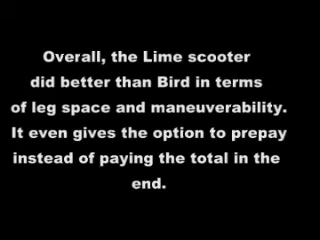 Overall, the Lime scooter
did better than Bird in terms
of leg space and maneuverability.
It even gives the option to prepay
instead of paying the total in the
end.